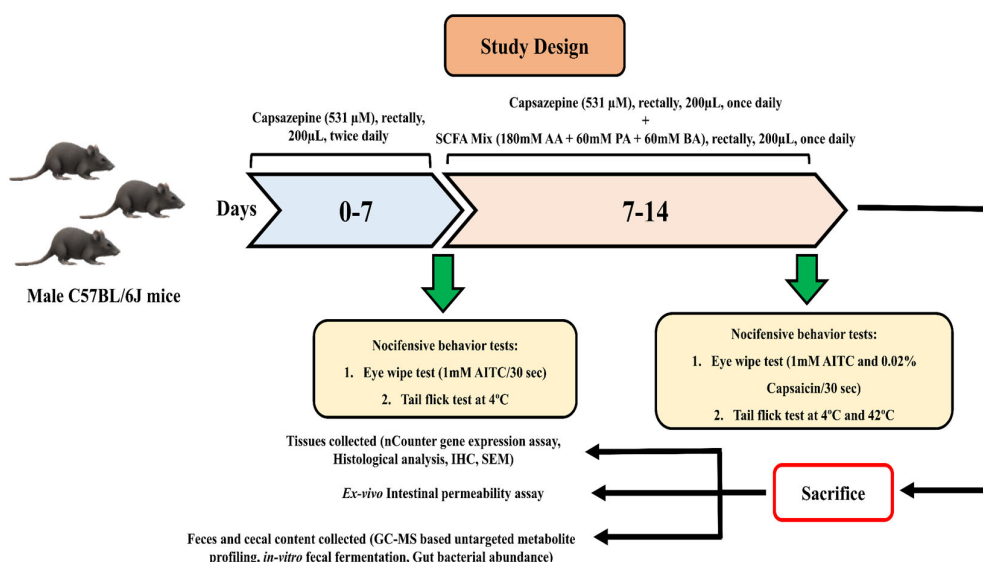 Study Design
Capsazepine (531 µM), rectally,
200µL, twice daily
Capsazepine (531 µM), rectally, 200µL, once daily
+
SCFA Mix (180mM AA + 60mM PA + 60mM BA), rectally, 200µL, once daily
Days
0-7
7-14
Male C57BL/6J mice
Nocifensive behavior tests:
1. Eye wipe test (1mM AITC/30 sec)
2. Tail flick test at 4°C
Nocifensive behavior tests:
1. Eye wipe test (1mM AITC and 0.02%
Capsaicin/30 sec)
2. Tail flick test at 4°C and 42°C
Tissues collected (nCounter gene expression assay,
Histological analysis, IHC, SEM)
Ex-vivo Intestinal permeability assay
Sacrifice
Feces and cecal content collected (GC-MS based untargeted metabolite
profiling, in-vitro fecal fermentation, Gut bacterial abundance)